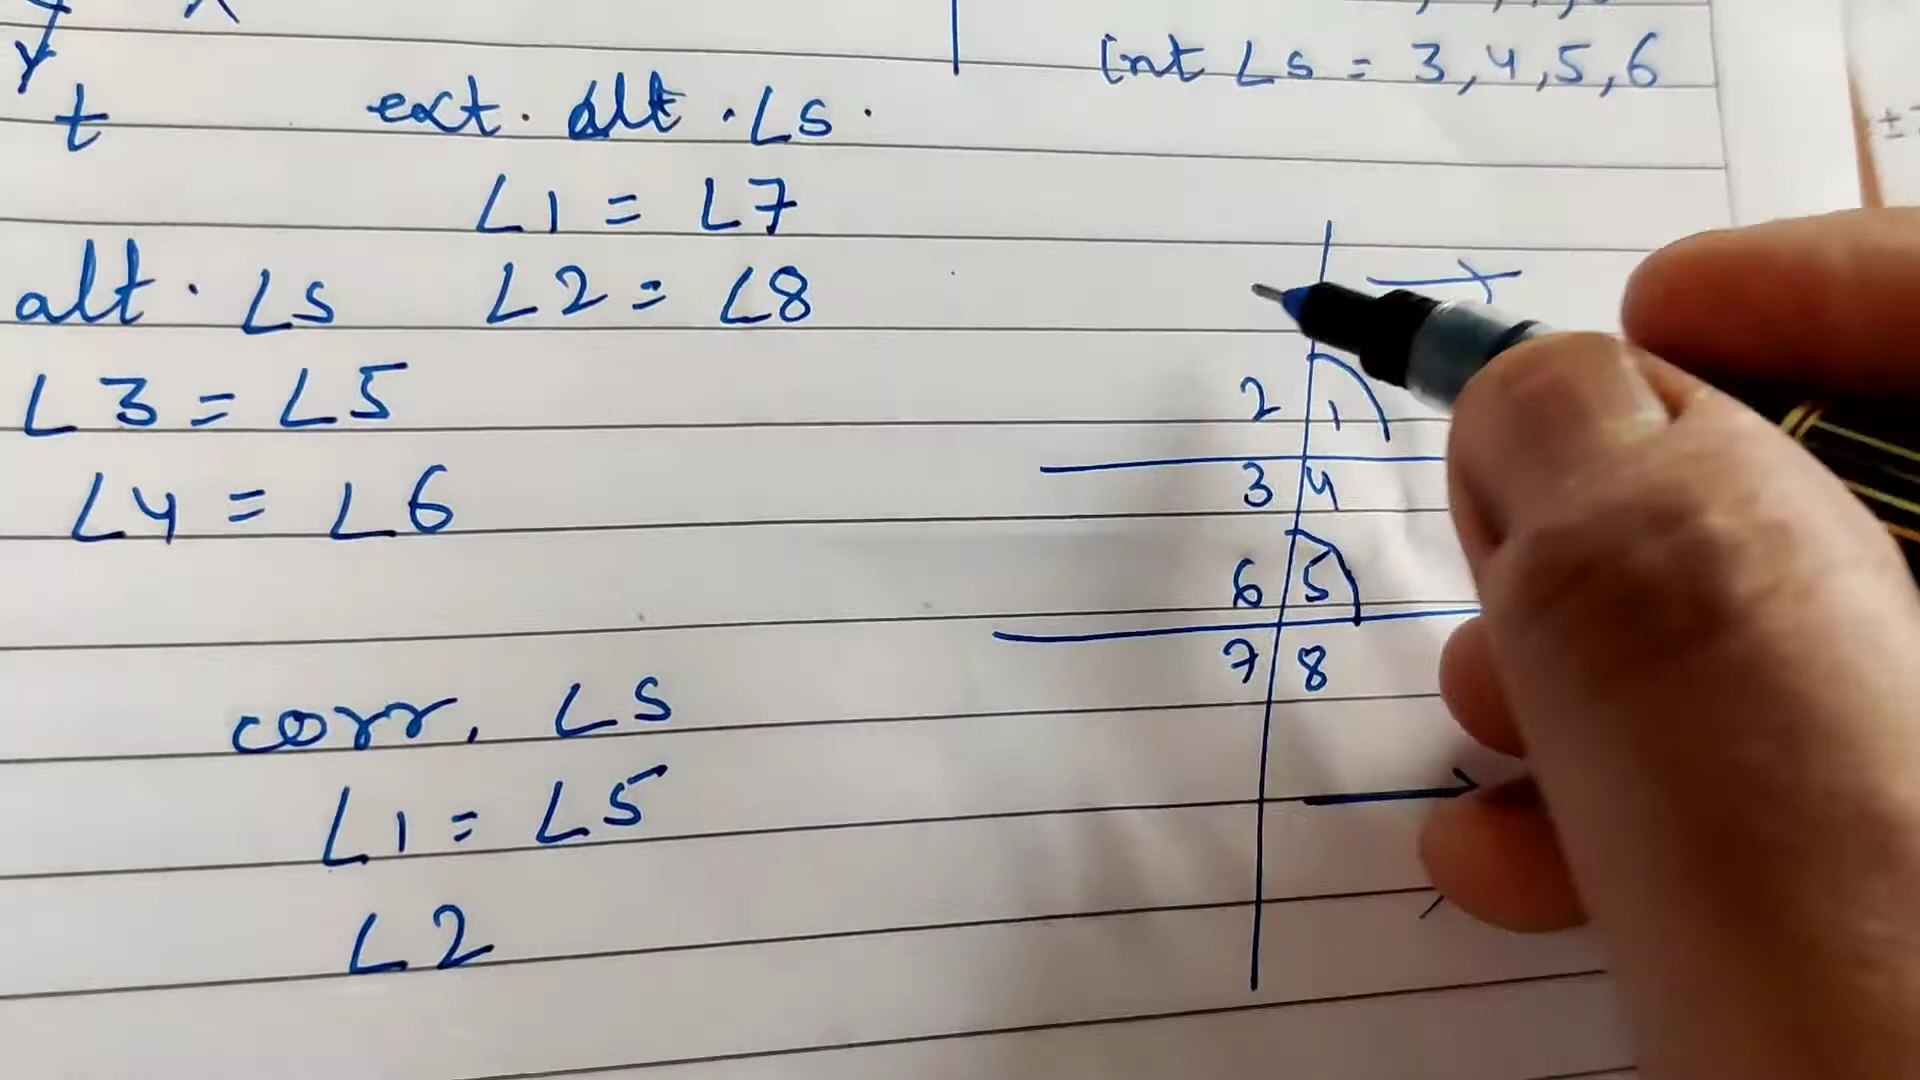 y
t
ext. alt. ∠s.
∠1 = ∠7
∠2 = ∠8
alt. ∠s
∠3 = ∠5
∠4 = ∠6
corr. ∠s
∠1 = ∠5
∠2
Int ∠s = 3,4,5,6
2 1
3 4
6 5
7 8